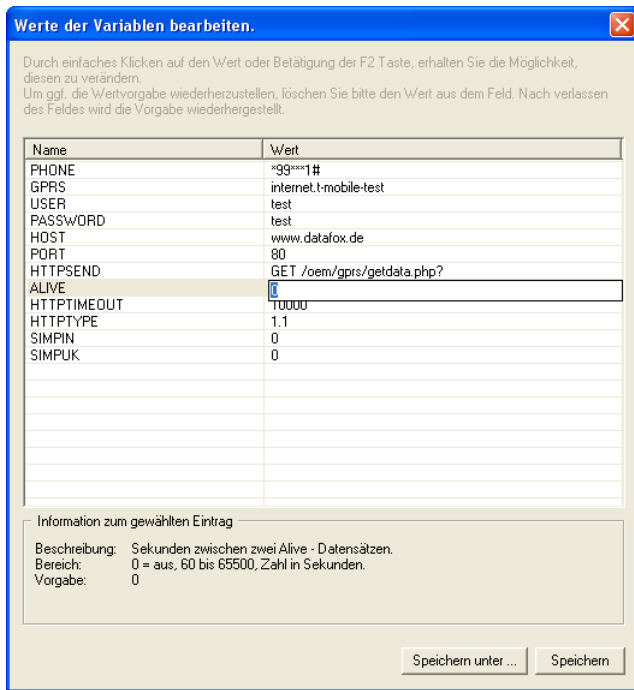 Werte der Variablen bearbeiten.
Durch einfaches Klicken auf den Wert oder Betätigung der F2 Taste, erhalten Sie die Möglichkeit,
diesen zu verändern.
Um ggf. die Wertvorgabe wiederherzustellen, löschen Sie bitte den Wert aus dem Feld. Nach verlassen
des Feldes wird die Vorgabe wiederhergestellt.
Name Wert
PHONE *99***1#
GPRS internet.t-mobile-test
USER test
PASSWORD test
HOST www.datafox.de
PORT 80
HTTPSEND GET /oem/gprs/getdata.php?
ALIVE 0
HTTPTIMEOUT 10000
HTTPTYPE 1.1
SIMPIN 0
SIMPUK 0
Information zum gewählten Eintrag
Beschreibung: Sekunden zwischen zwei Alive - Datensätzen.
Bereich: 0 = aus, 60 bis 65500, Zahl in Sekunden.
Vorgabe: 0
Speichern unter ... Speichern